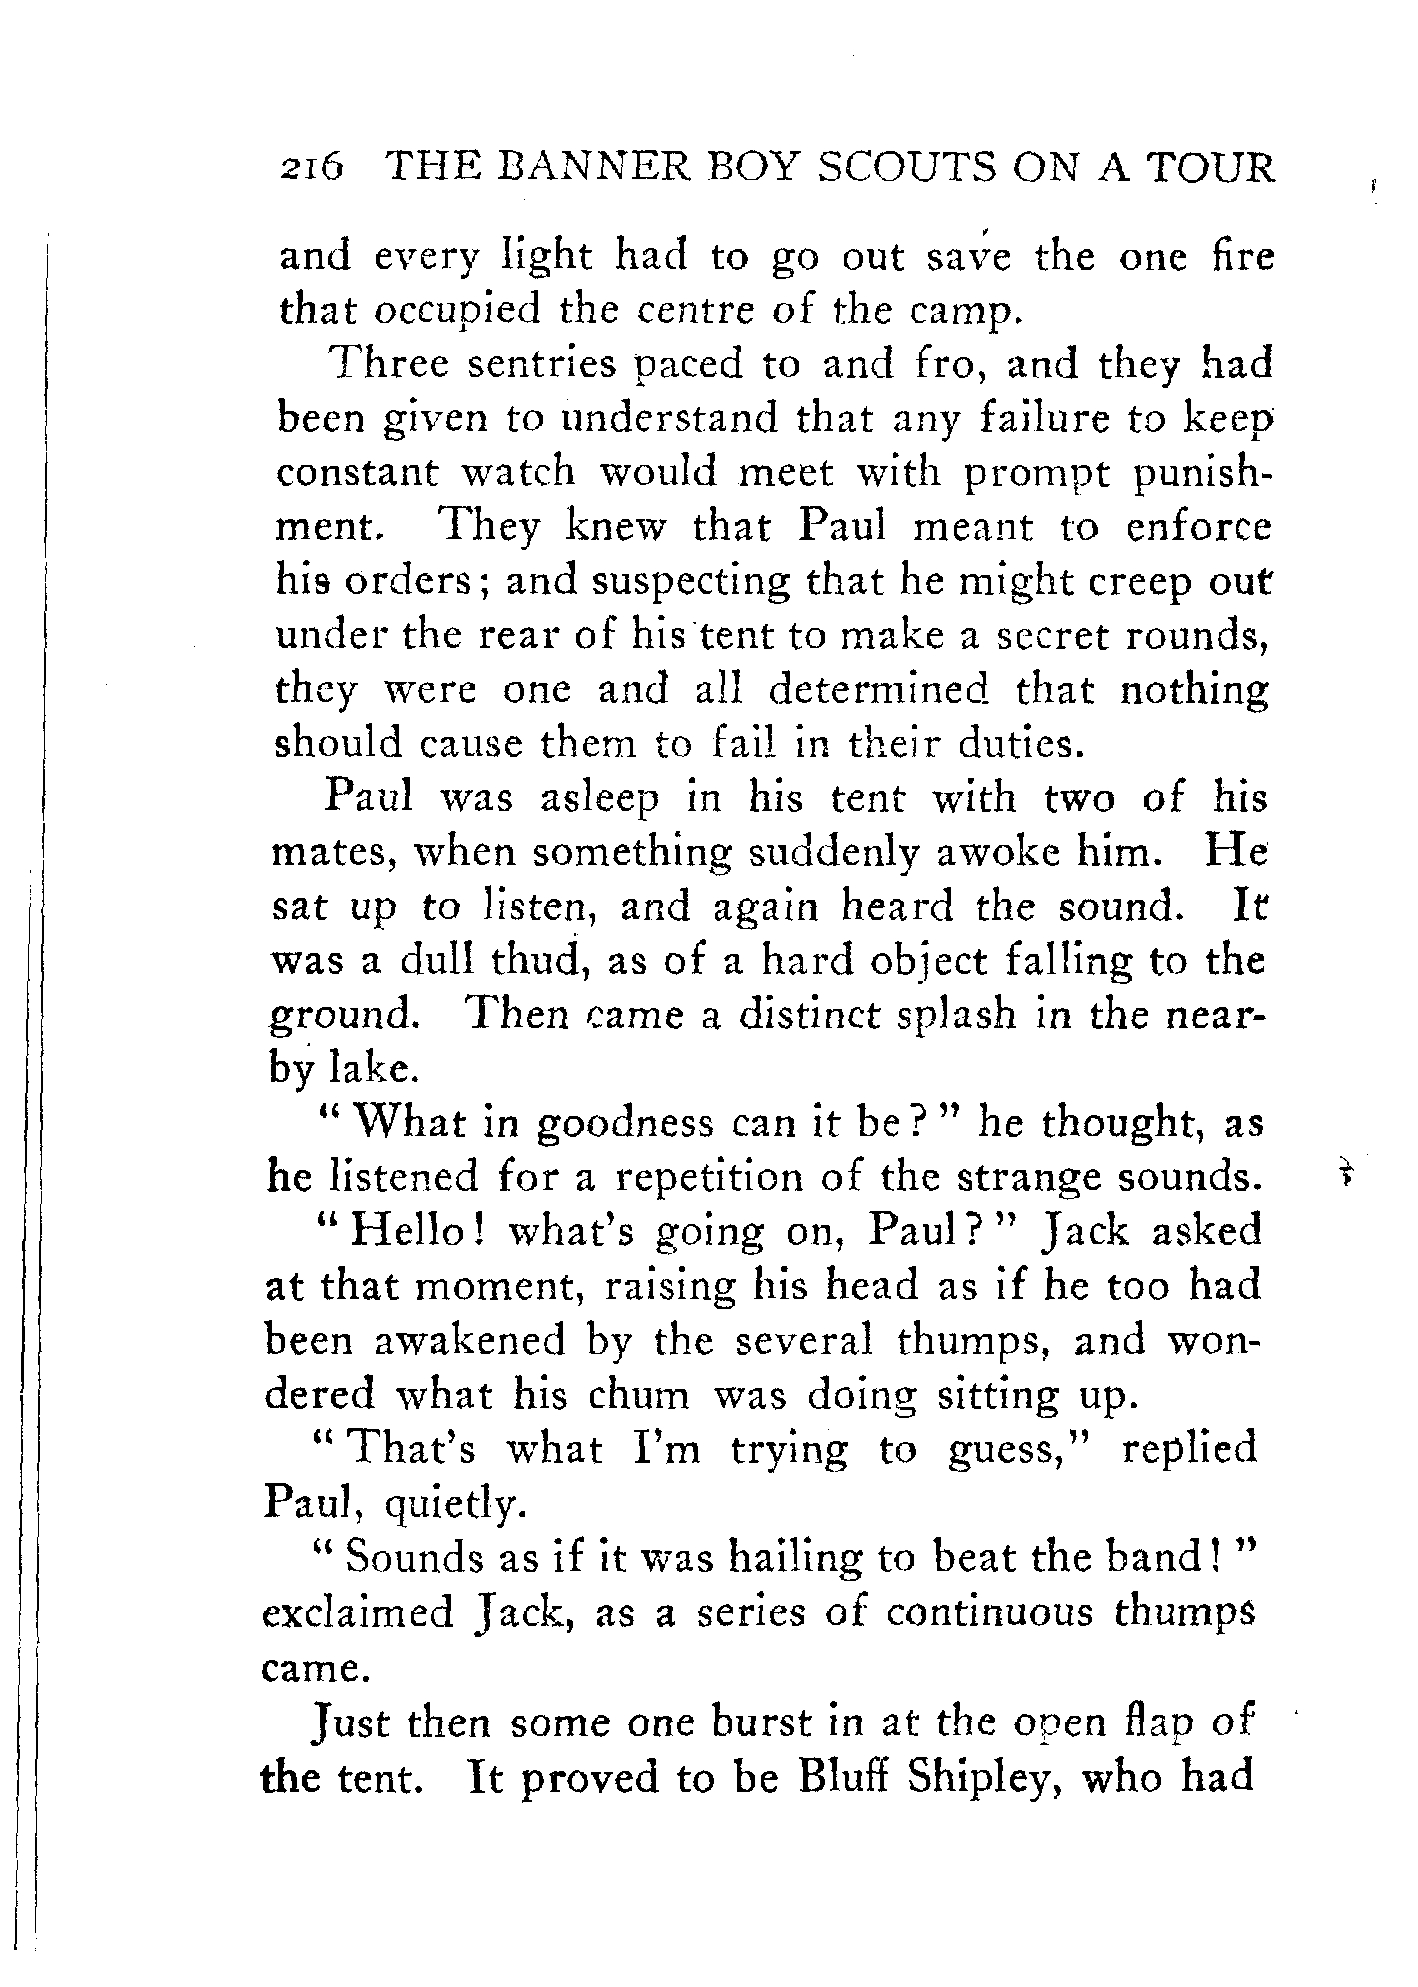 216 THE BANNER BOY SCOUTS ON A TOUR
and every light had to go out save the one fire
that occupied the centre of the camp.
Three sentries paced to and fro, and they had
been given to understand that any failure to keep
constant watch would meet with prompt punish-
ment. They knew that Paul meant to enforce
his orders; and suspecting that he might creep out
under the rear of his tent to make a secret rounds,
they were one and all determined that nothing
should cause them to fail in their duties.
Paul was asleep in his tent with two of his
mates, when something suddenly awoke him. He
sat up to listen, and again heard the sound. It
was a dull thud, as of a hard object falling to the
ground. Then came a distinct splash in the near-
by lake.
" What in goodness can it be? " he thought, as
he listened for a repetition of the strange sounds.
" Hello! what's going on, Paul? " Jack asked
at that moment, raising his head as if he too had
been awakened by the several thumps, and won-
dered what his chum was doing sitting up.
" That's what I'm trying to guess," replied
Paul, quietly.
" Sounds as if it was hailing to beat the band! "
exclaimed Jack, as a series of continuous thumps
came.
Just then some one burst in at the open flap of
the tent. It proved to be Bluff Shipley, who had